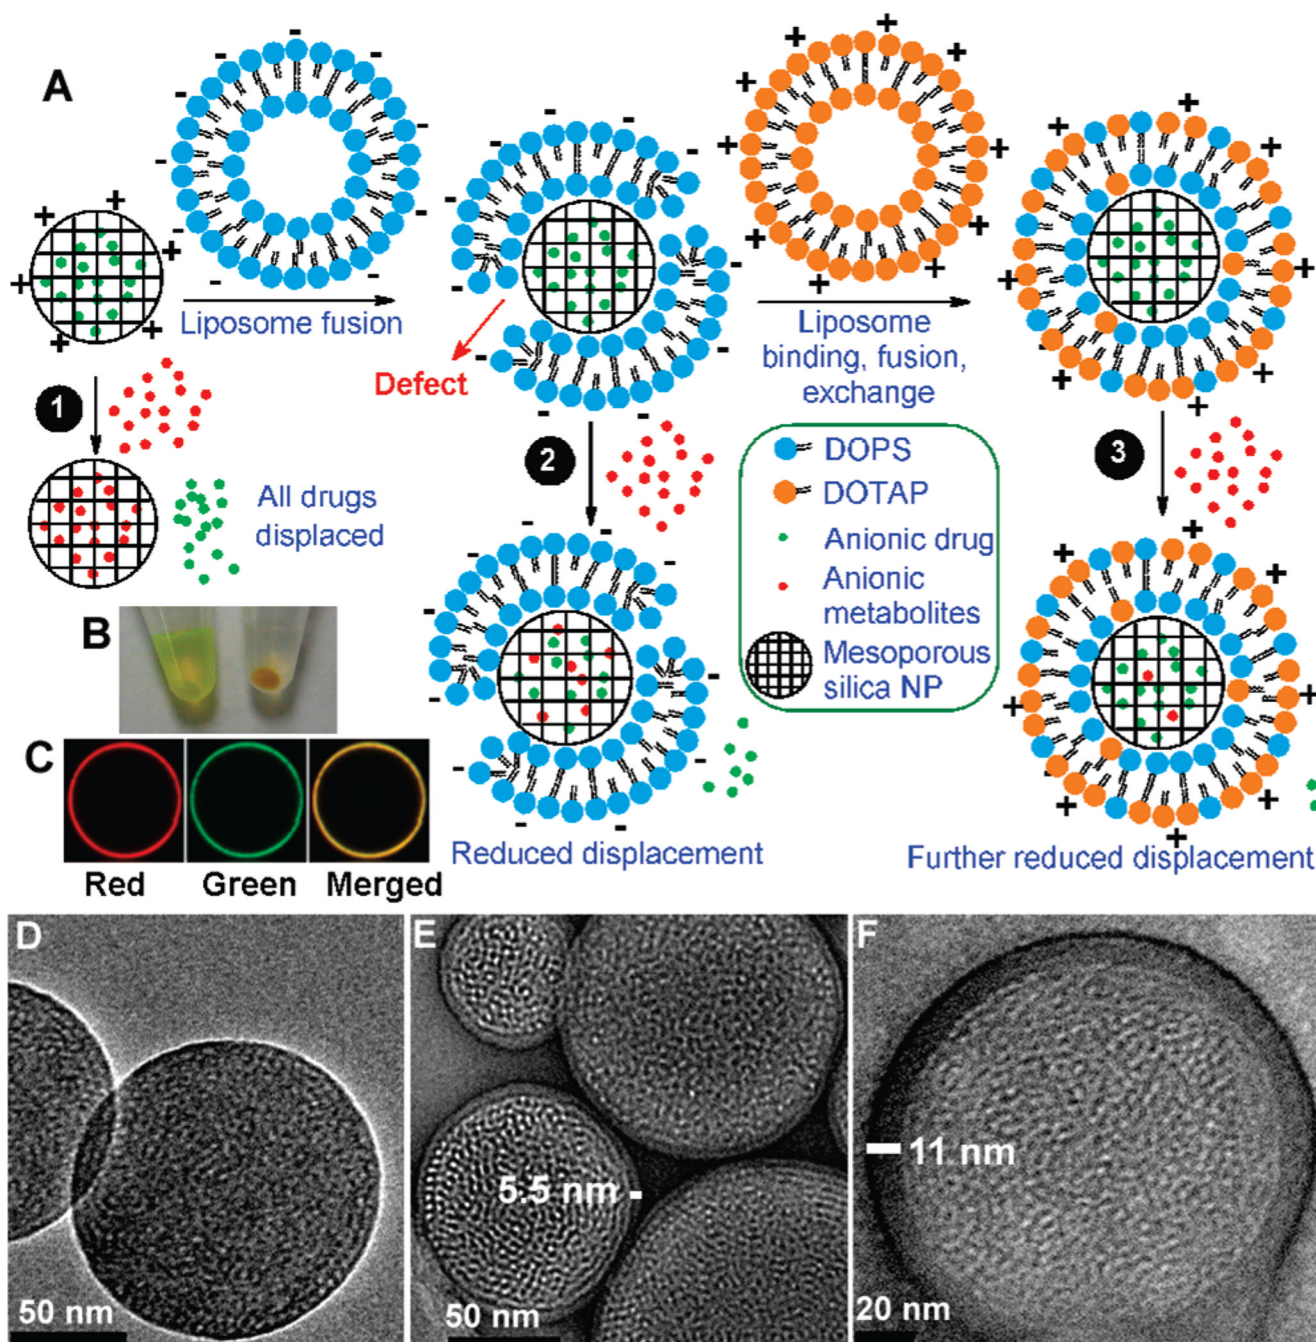 A
Liposome fusion
Defect
Liposome
binding, fusion,
exchange
1
All drugs
displaced
2
3
DOPS
DOTAP
Anionic drug
Anionic
metabolites
Mesoporous
silica NP
Reduced displacement
Further reduced displacement
B
C
Red Green Merged
D
50 nm
E
5.5 nm
50 nm
F
11 nm
20 nm